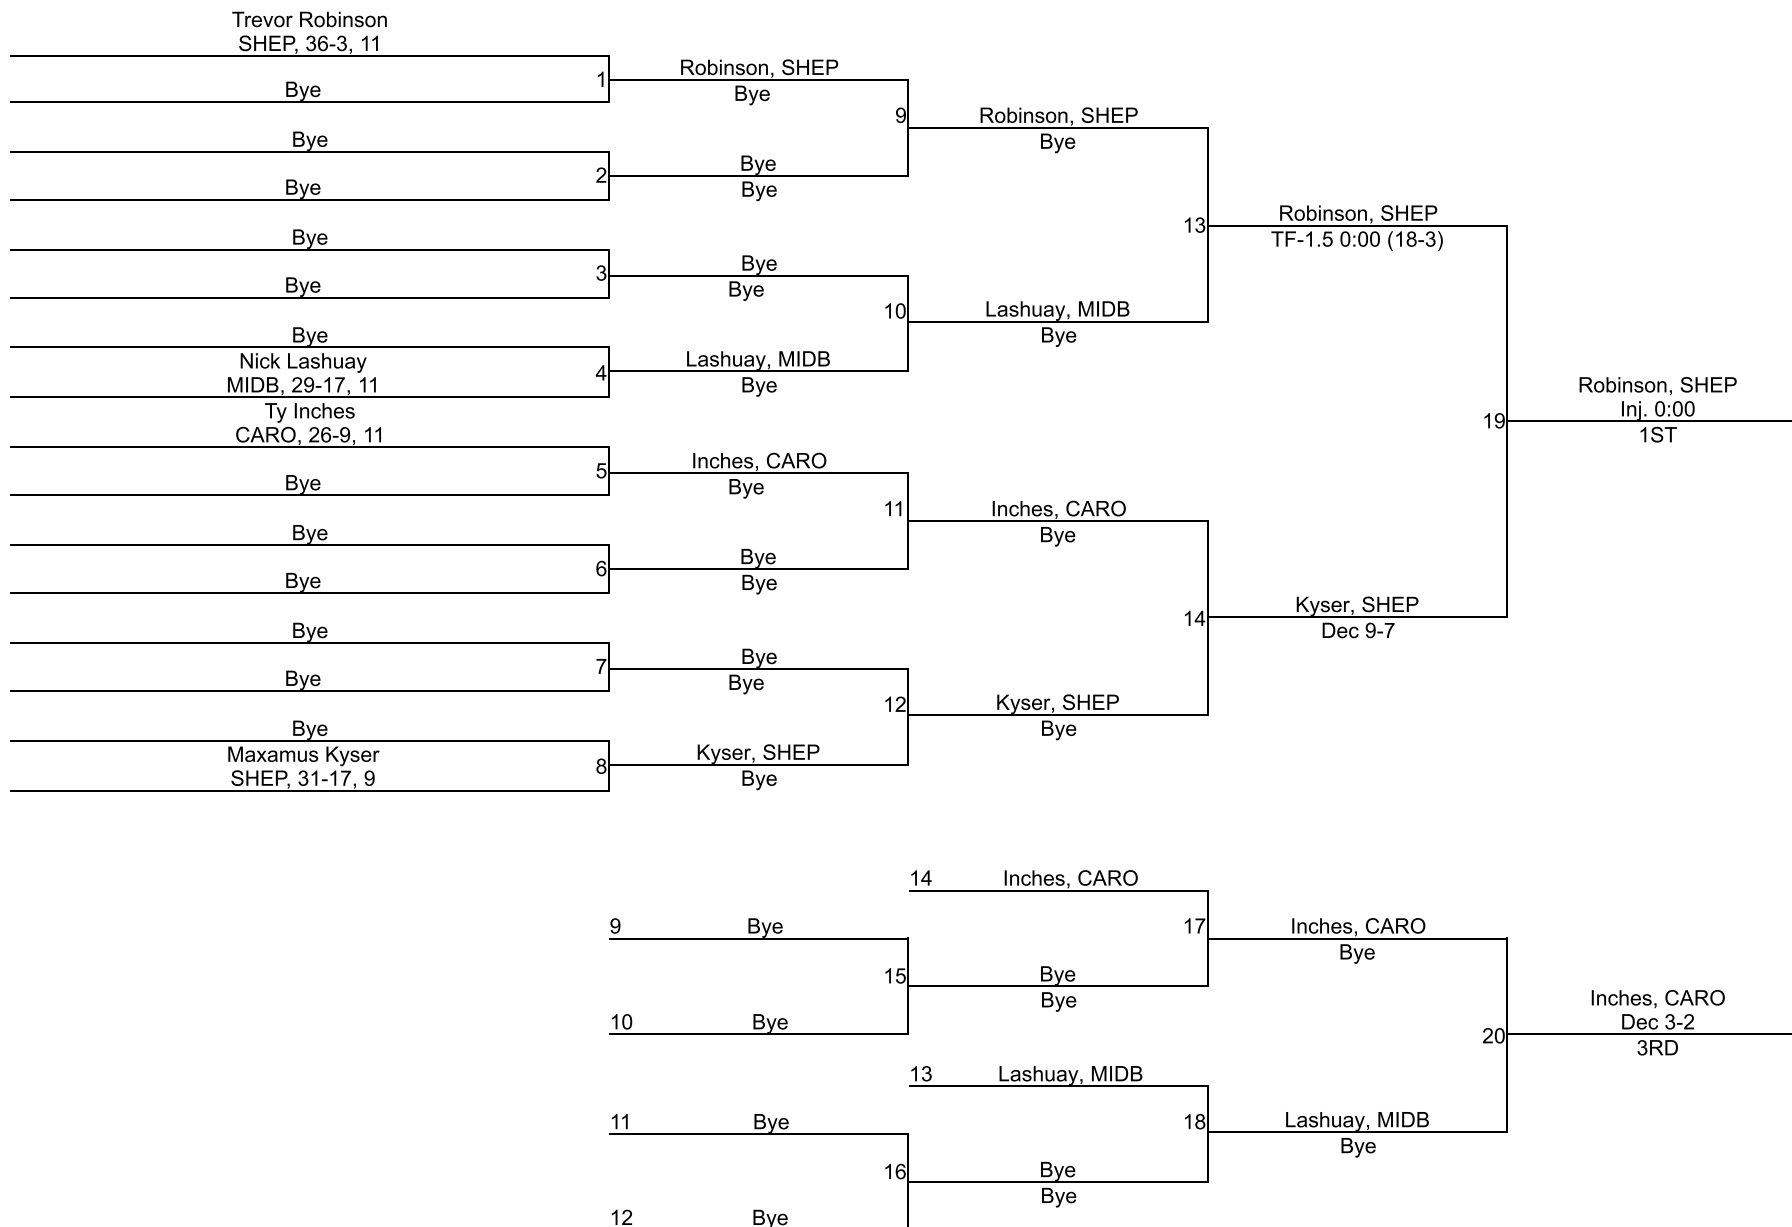 Trevor Robinson
SHEP, 36-3, 11
Bye
1
Robinson, SHEP
Bye
Bye
Bye
2
Bye
Bye
9
Robinson, SHEP
Bye
Bye
Bye
3
Bye
Bye
Bye
Nick Lashuay
MIDB, 29-17, 11
4
Lashuay, MIDB
Bye
10
Lashuay, MIDB
Bye
13
Robinson, SHEP
TF-1.5 0:00 (18-3)
Ty Inches
CARO, 26-9, 11
Bye
5
Inches, CARO
Bye
Bye
Bye
6
Bye
Bye
11
Inches, CARO
Bye
Bye
Bye
7
Bye
Bye
Bye
Maxamus Kyser
SHEP, 31-17, 9
8
Kyser, SHEP
Bye
12
Kyser, SHEP
Bye
14
Kyser, SHEP
Dec 9-7
19
Robinson, SHEP
Inj. 0:00
1ST
14
Inches, CARO
9
Bye
10
Bye
15
Bye
Bye
17
Inches, CARO
Bye
13
Lashuay, MIDB
11
Bye
12
Bye
16
Bye
Bye
18
Lashuay, MIDB
Bye
20
Inches, CARO
Dec 3-2
3RD